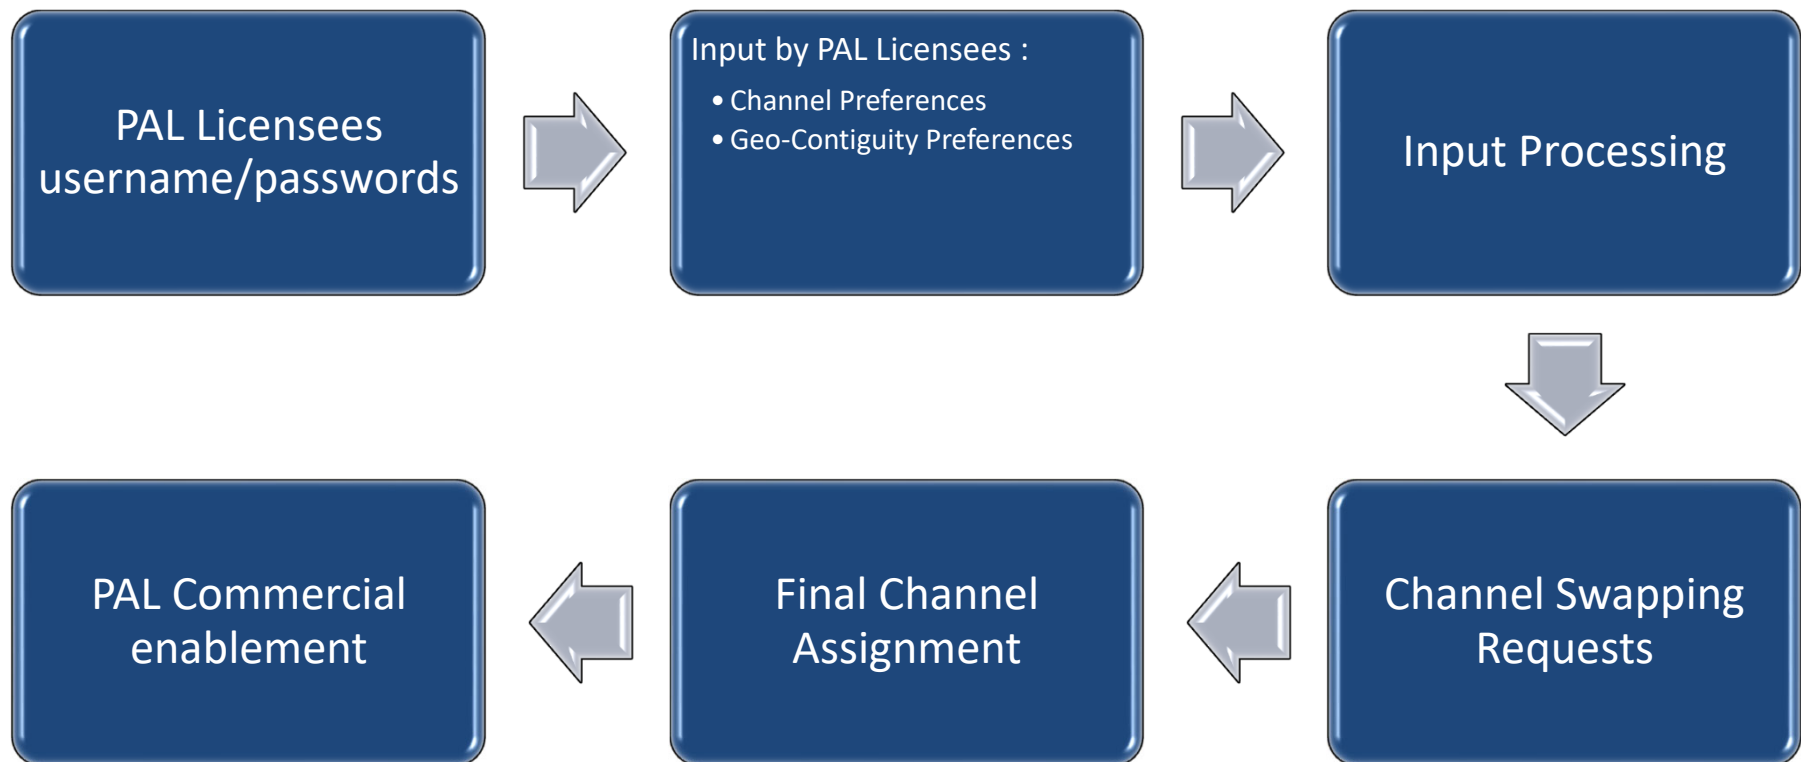 PAL Licensees
username/passwords
Input by PAL Licensees :
• Channel Preferences
• Geo-Contiguity Preferences
Input Processing
Channel Swapping
Requests
Final Channel
Assignment
PAL Commercial
enablement